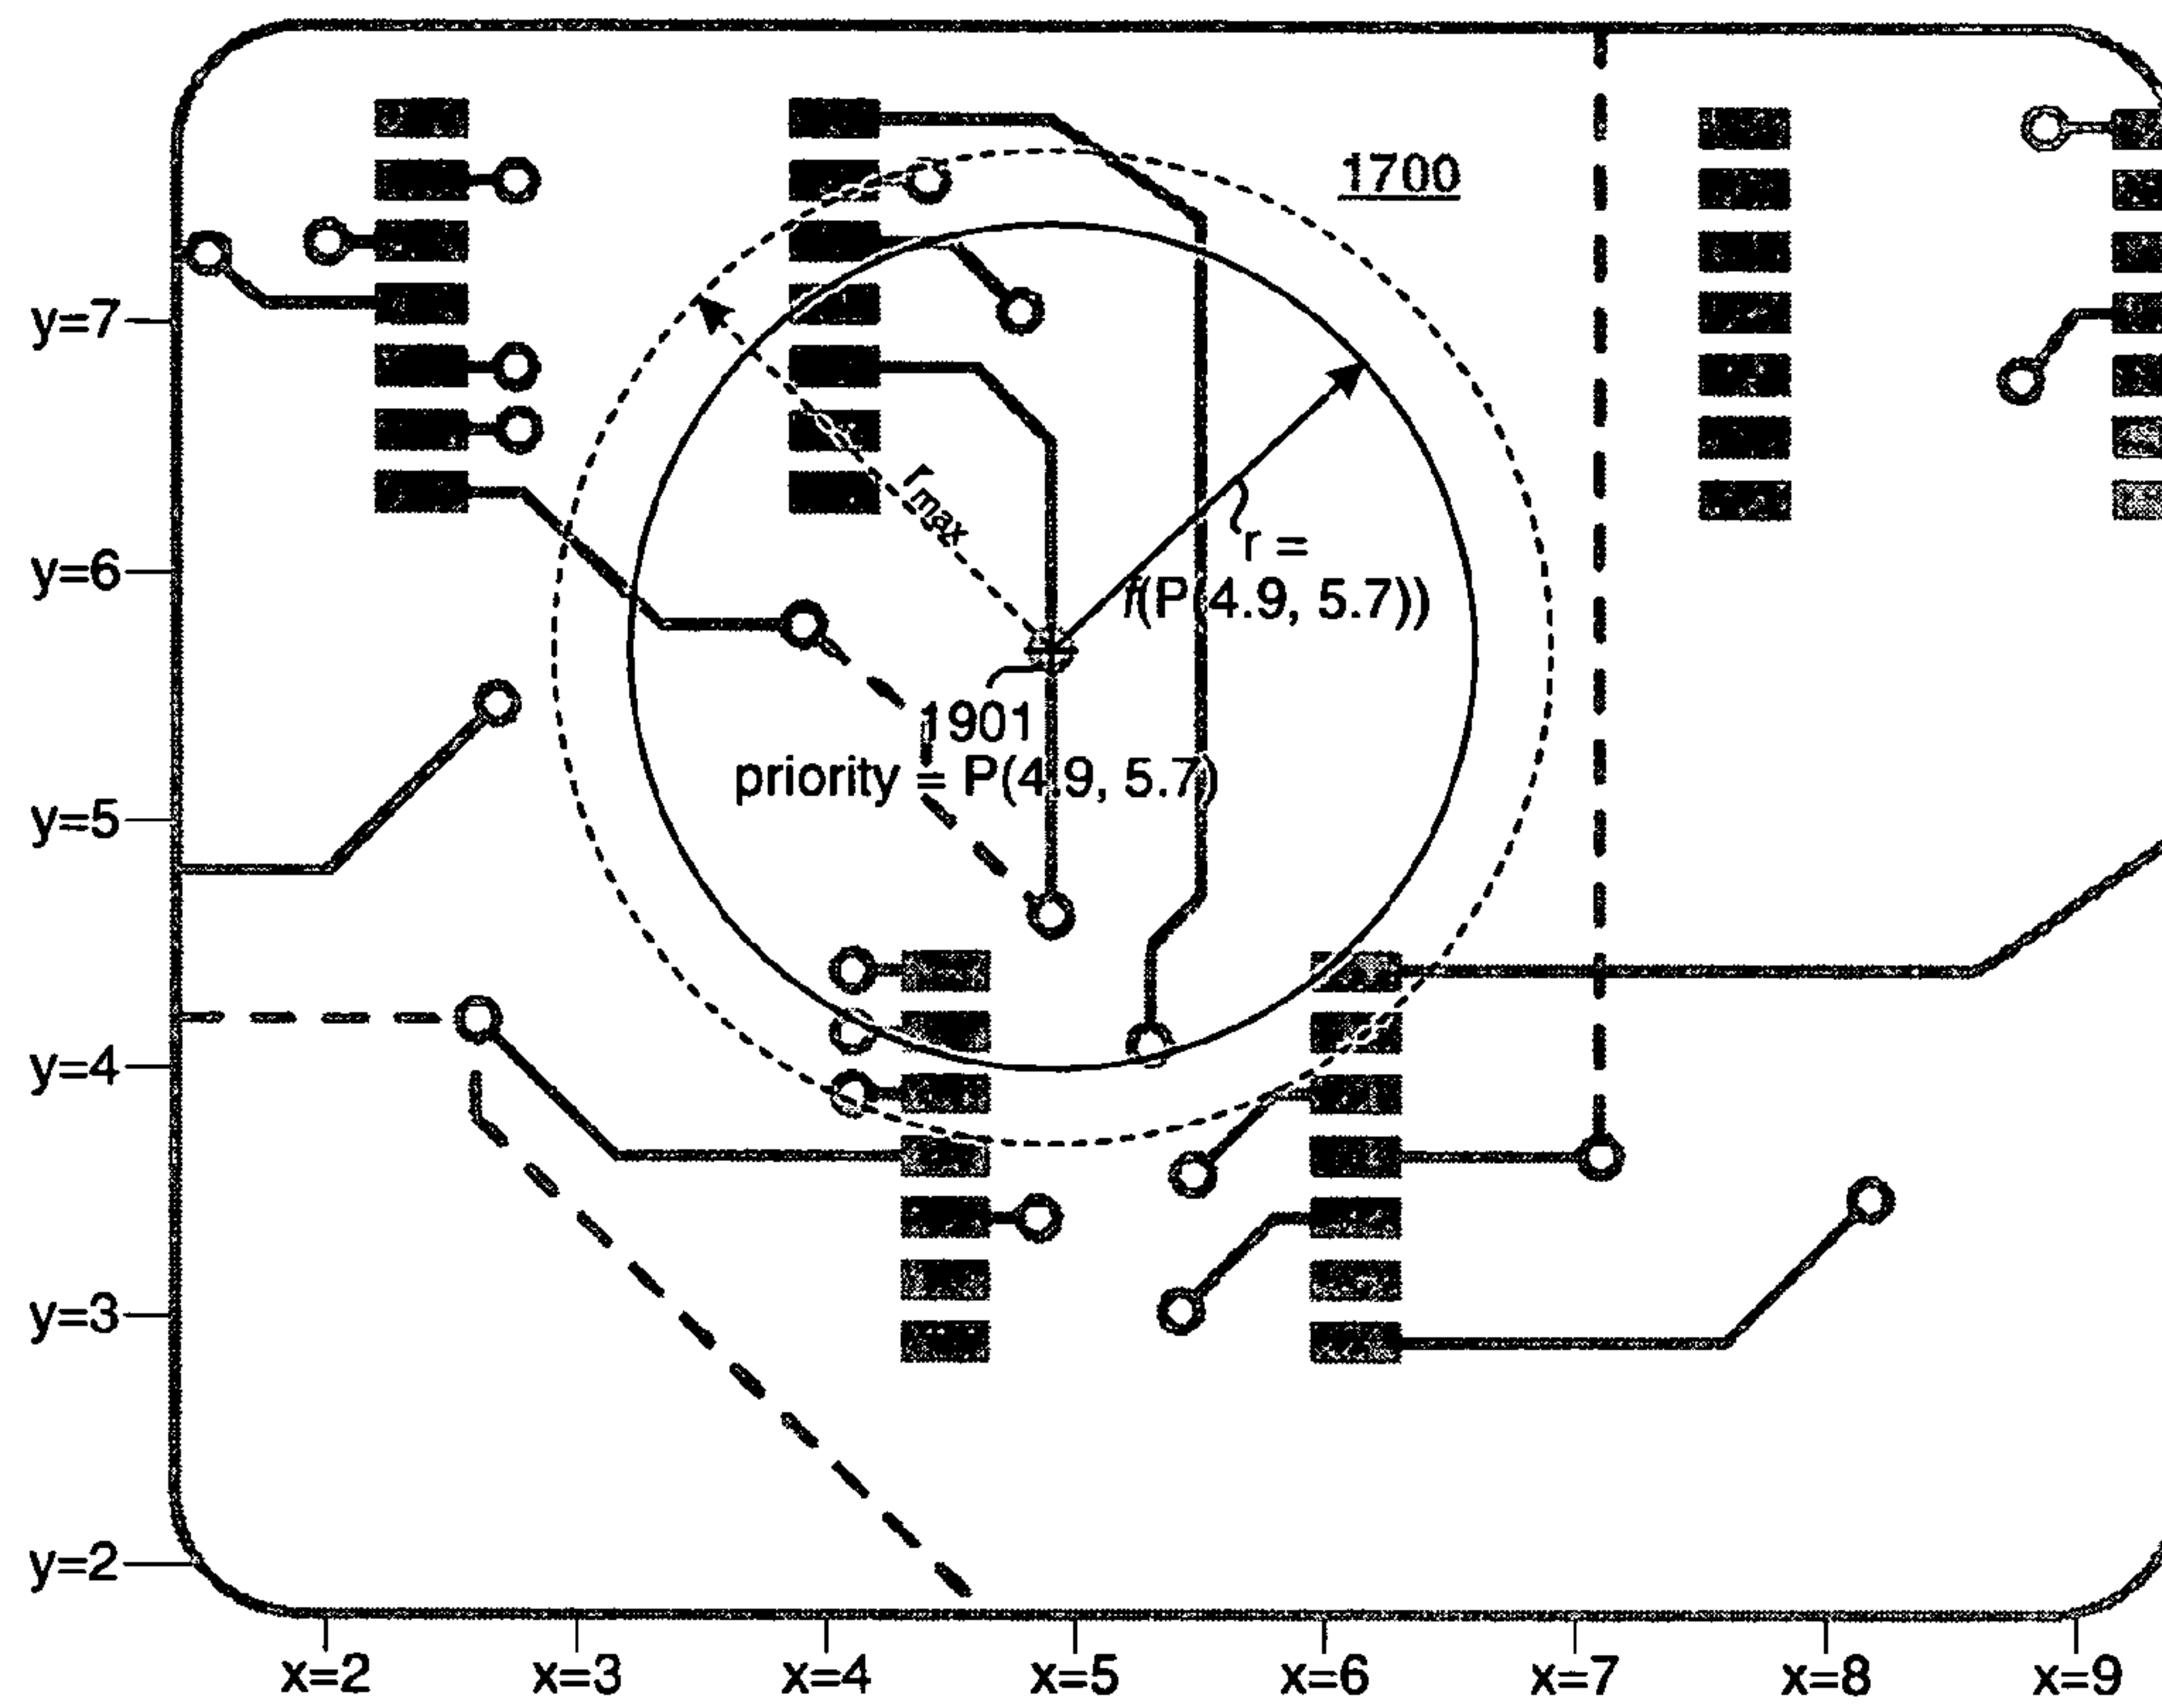 1700
y=7
r_max
y=6
r =
f(P(4.9, 5.7))
1901
priority = P(4.9, 5.7)
y=5
y=4
y=3
y=2
x=2 x=3 x=4 x=5 x=6 x=7 x=8 x=9